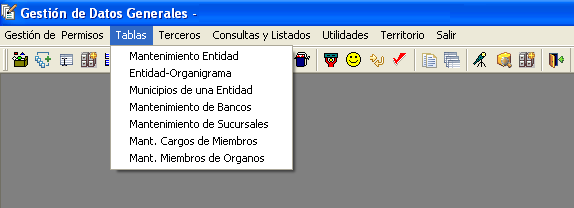 Gestión de Datos Generales -
Gestión de Permisos Tablas Terceros Consultas y Listados Utilidades Territorio Salir
Mantenimiento Entidad
Entidad-Organigrama
Municipios de una Entidad
Mantenimiento de Bancos
Mantenimiento de Sucursales
Mant. Cargos de Miembros
Mant. Miembros de Organos